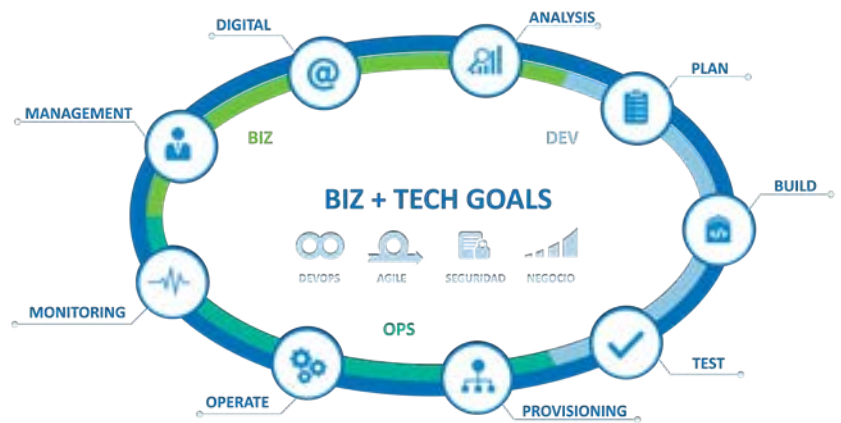 DIGITAL
ANALYSIS
PLAN
MANAGEMENT
BIZ
DEV
BUILD
BIZ + TECH GOALS
DEVOPS
AGILE
SEGURIDAD
NEGOCIO
MONITORING
OPS
TEST
OPERATE
PROVISIONING